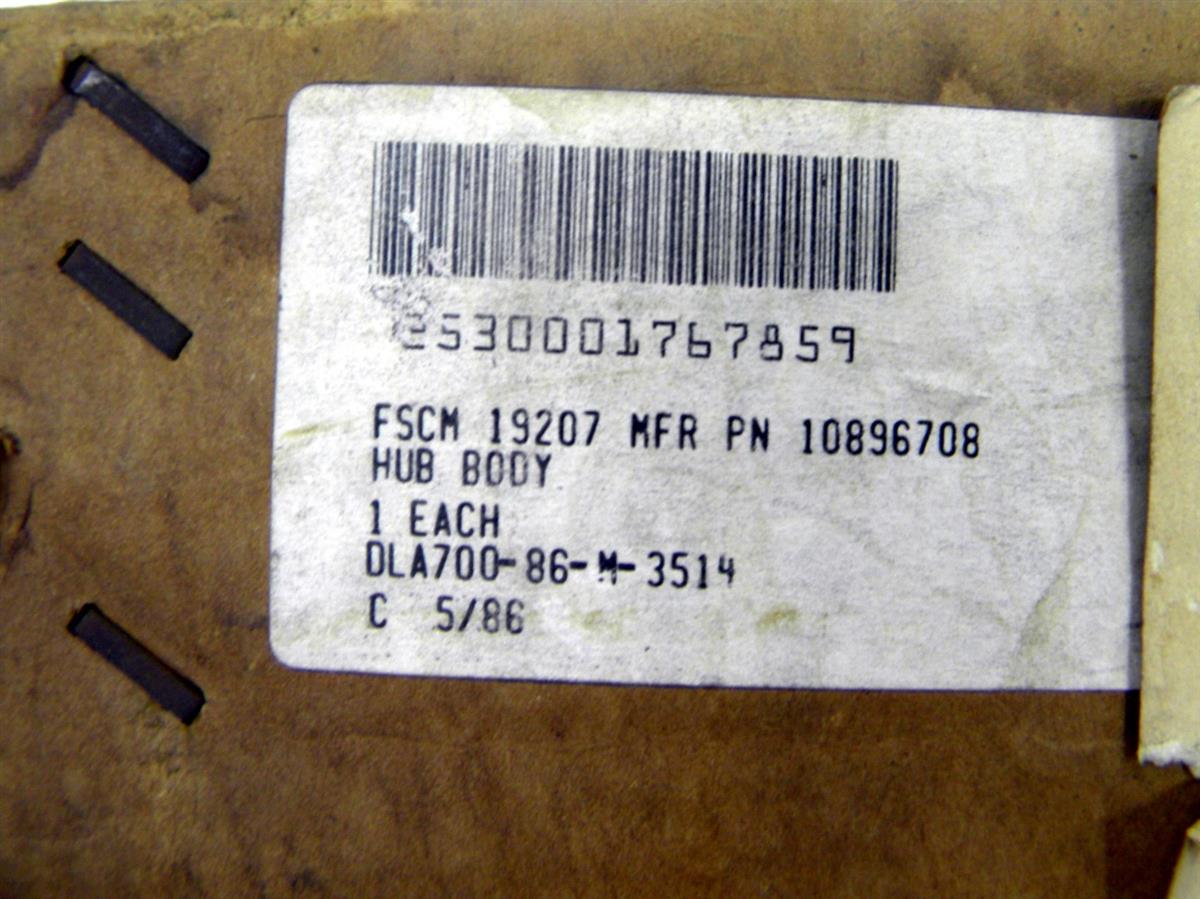 2530001767859
FSCM 19207 MFR PN 10896708
HUB BODY
1 EACH
DLA700-86-M-3514
C 5/86